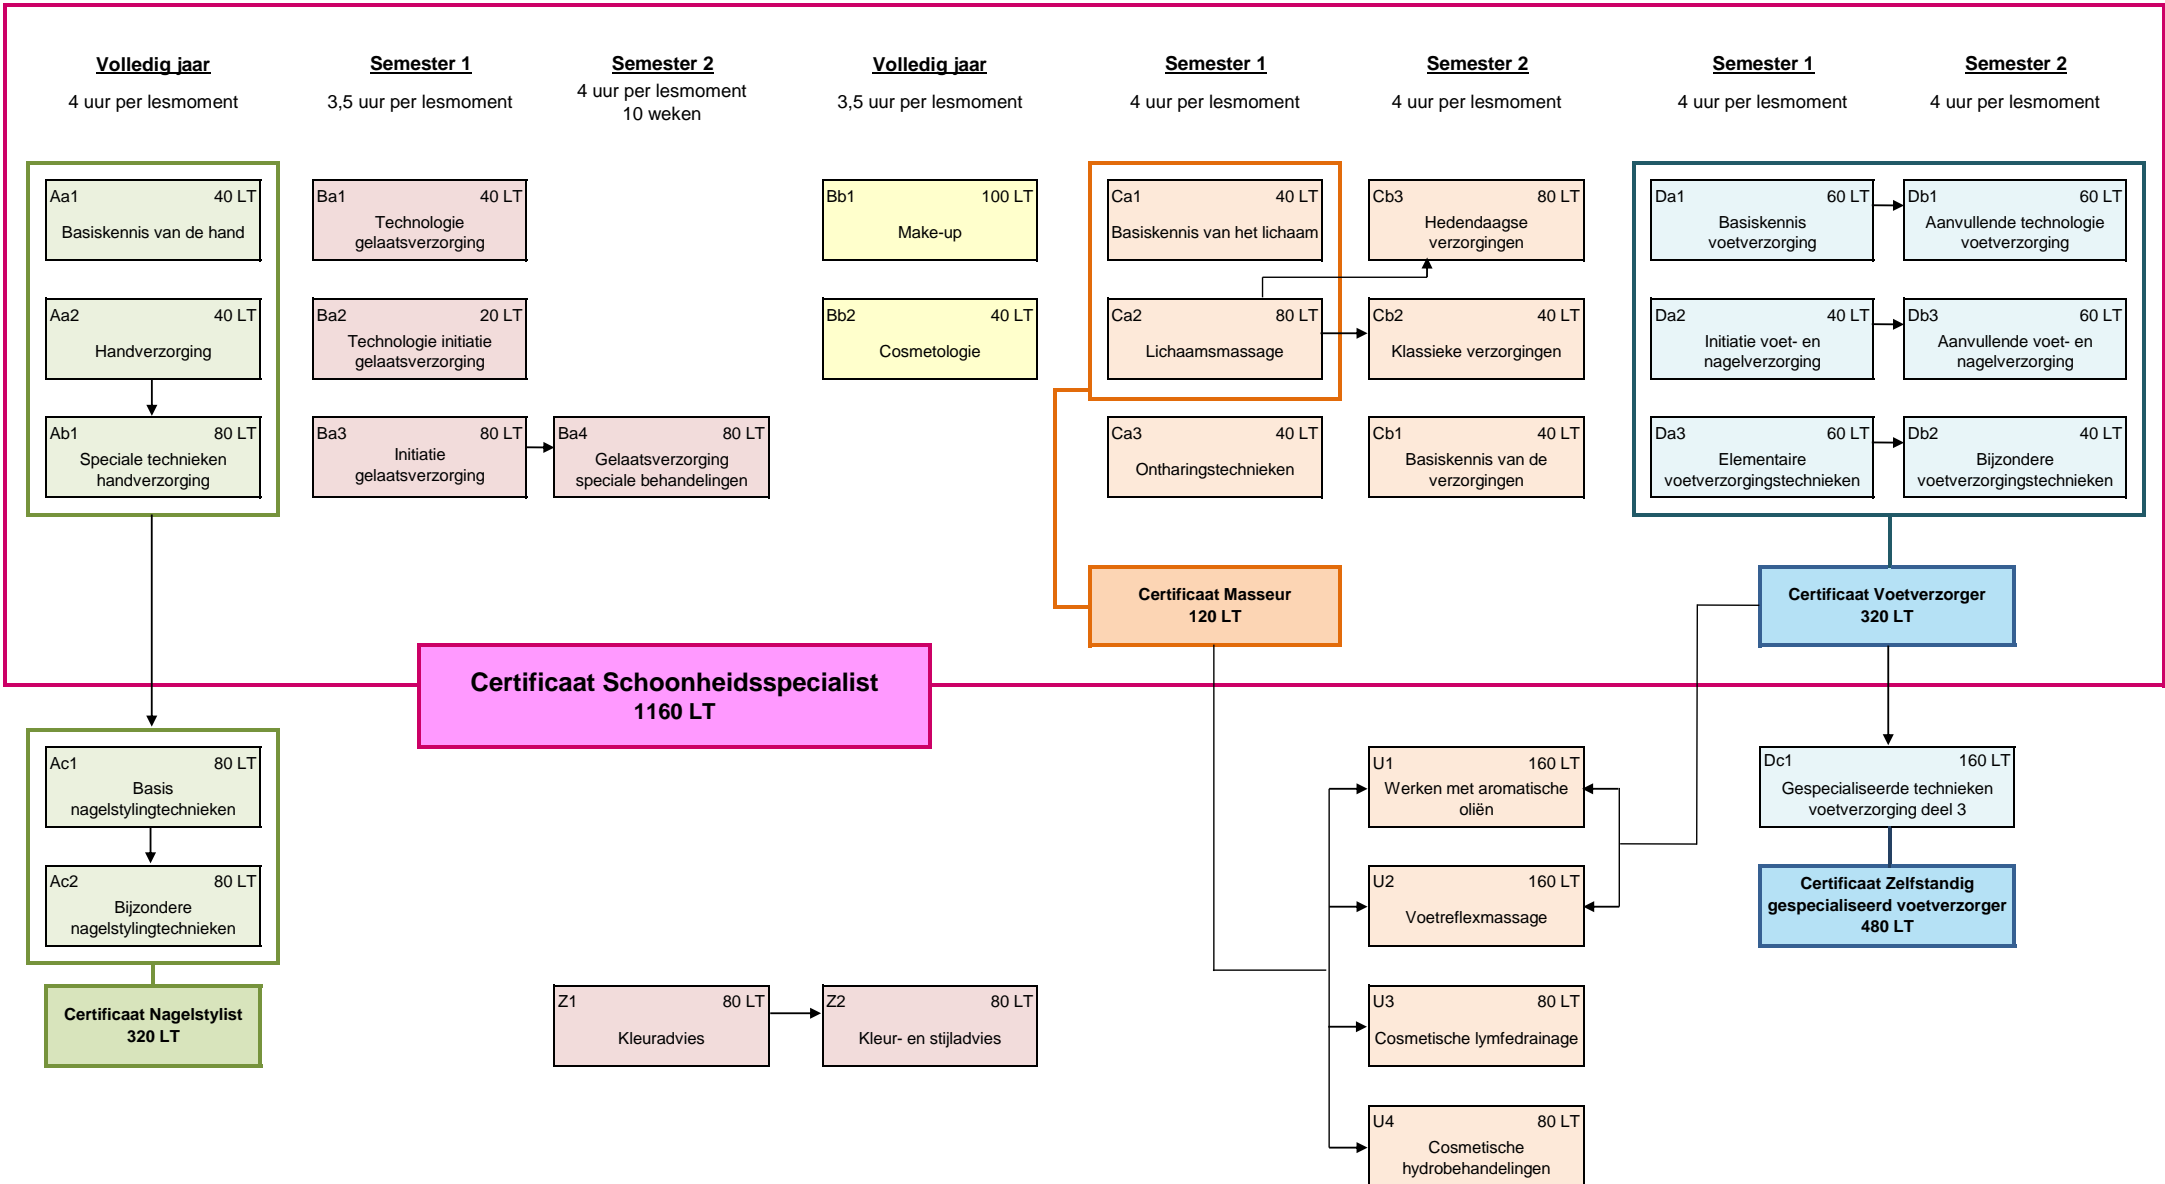 Volledig jaar
4 uur per lesmoment
Semester 1
3,5 uur per lesmoment
Semester 2
4 uur per lesmoment
10 weken
Volledig jaar
3,5 uur per lesmoment
Semester 1
4 uur per lesmoment
Semester 2
4 uur per lesmoment
Semester 1
4 uur per lesmoment
Semester 2
4 uur per lesmoment
Aa1 40 LT
Basiskennis van de hand
Ba1 40 LT
Technologie
gelaatsverzorging
Bb1 100 LT
Make-up
Ca1 40 LT
Basiskennis van het lichaam
Cb3 80 LT
Hedendaagse
verzorgingen
Da1 60 LT
Basiskennis
voetverzorging
Db1 60 LT
Aanvullende technologie
voetverzorging
Aa2 40 LT
Handverzorging
Ba2 20 LT
Technologie initiatie
gelaatsverzorging
Bb2 40 LT
Cosmetologie
Ca2 80 LT
Lichaamsmassage
Cb2 40 LT
Klassieke verzorgingen
Da2 40 LT
Initiatie voet- en
nagelverzorging
Db3 60 LT
Aanvullende voet- en
nagelverzorging
Ab1 80 LT
Speciale technieken
handverzorging
Ba3 80 LT
Initiatie
gelaatsverzorging
Ba4 80 LT
Gelaatsverzorging
speciale behandelingen
Ca3 40 LT
Ontharingstechnieken
Cb1 40 LT
Basiskennis van de
verzorgingen
Da3 60 LT
Elementaire
voetverzorgingstechnieken
Db2 40 LT
Bijzondere
voetverzorgingstechnieken
Certificaat Masseur
120 LT
Certificaat Voetverzorger
320 LT
Certificaat Schoonheidsspecialist
1160 LT
Ac1 80 LT
Basis
nagelstylingtechnieken
U1 160 LT
Werken met aromatische
oliën
Dc1 160 LT
Gespecialiseerde technieken
voetverzorging deel 3
Ac2 80 LT
Bijzondere
nagelstylingtechnieken
U2 160 LT
Voetreflexmassage
Certificaat Zelfstandig
gespecialiseerd voetverzorger
480 LT
Certificaat Nagelstylist
320 LT
Z1 80 LT
Kleuradvies
Z2 80 LT
Kleur- en stijladvies
U3 80 LT
Cosmetische lymfedrainage
U4 80 LT
Cosmetische
hydrobehandelingen